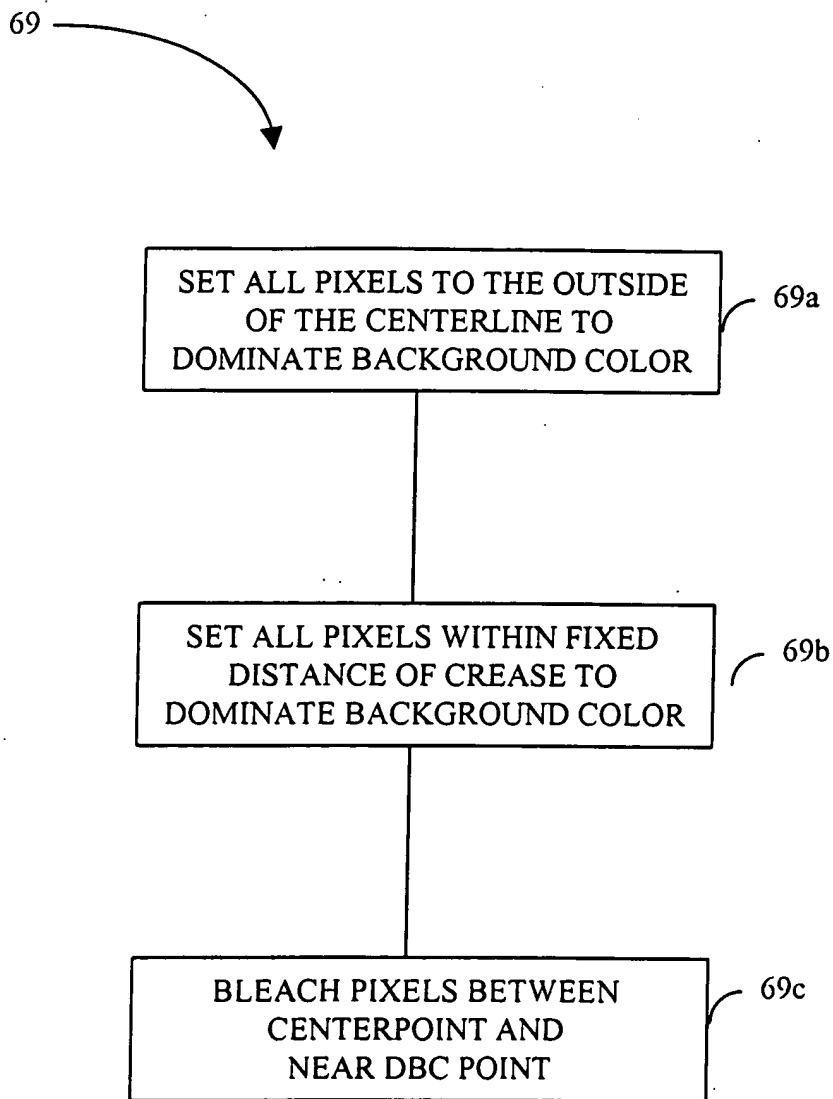 69
SET ALL PIXELS TO THE OUTSIDE
OF THE CENTERLINE TO
DOMINATE BACKGROUND COLOR
69a
SET ALL PIXELS WITHIN FIXED
DISTANCE OF CREASE TO
DOMINATE BACKGROUND COLOR
69b
BLEACH PIXELS BETWEEN
CENTERPOINT AND
NEAR DBC POINT
69c